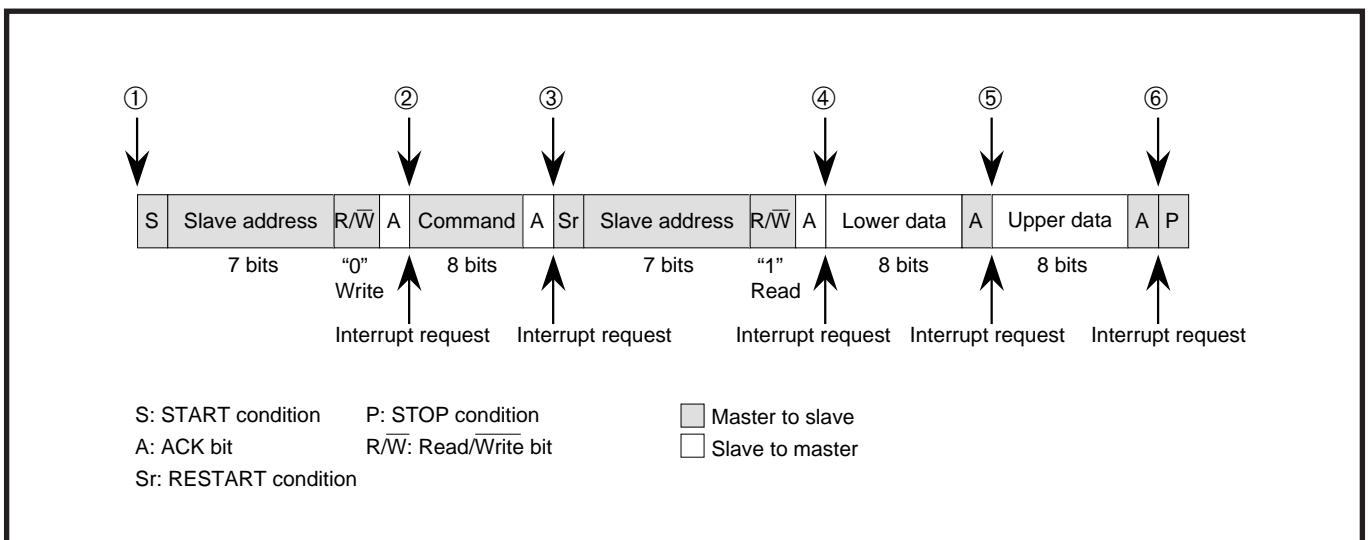 ① ② ③ ④ ⑤ ⑥
S Slave address R/W̅ A Command A Sr Slave address R/W̅ A Lower data A Upper data A P
7 bits “0” 8 bits 7 bits “1” 8 bits 8 bits
Write Read
Interrupt request Interrupt request Interrupt request Interrupt request Interrupt request
S: START condition P: STOP condition Master to slave
A: ACK bit R/W̅: Read/W̅r̅i̅t̅e̅ bit Slave to master
Sr: RESTART condition